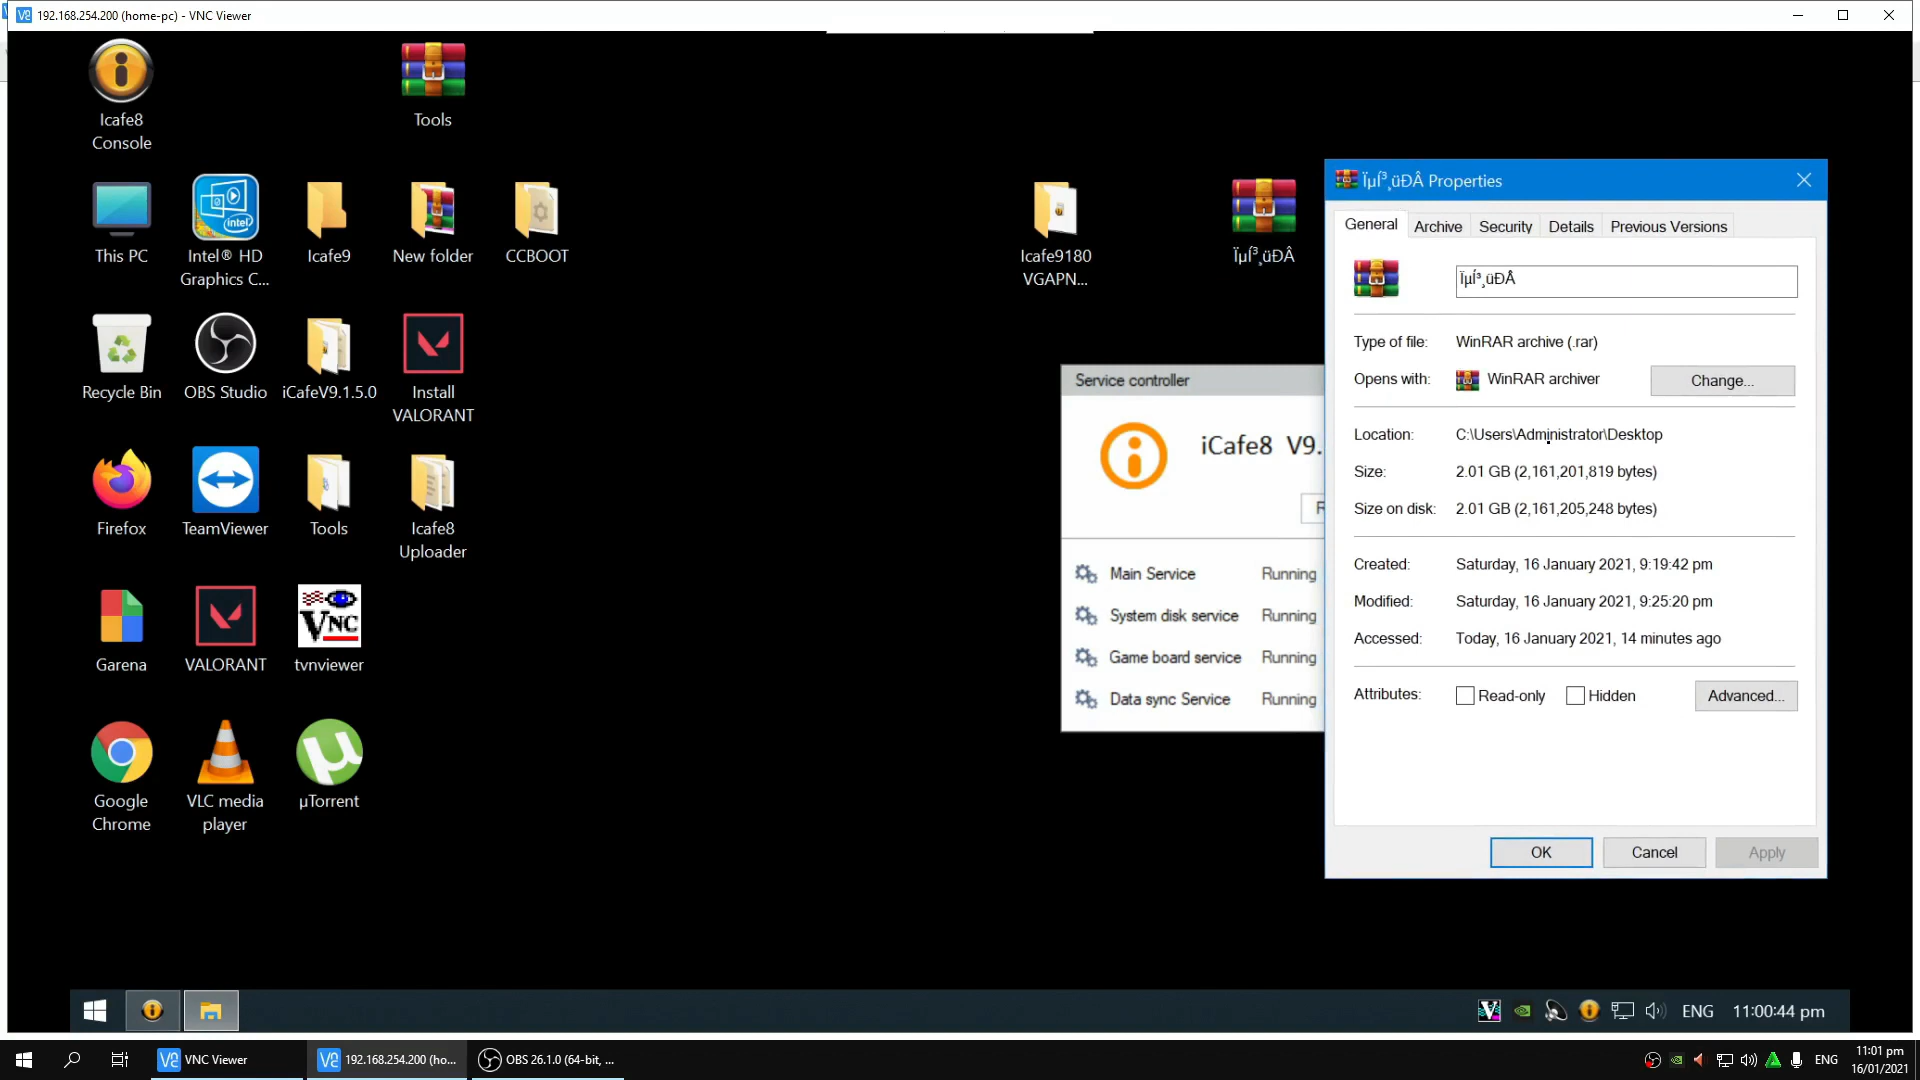 192.168.254.200 (home-pc) - VNC Viewer
Icafe8
Console
Tools
This PC
Intel® HD
Graphics C...
Icafe9
New folder
CCBOOT
Icafe9180
VGAPN...
ÏµÍ³¸üÐÂ
Recycle Bin
OBS Studio
iCafeV9.1.5.0
Install
VALORANT
Firefox
TeamViewer
Tools
Icafe8
Uploader
Garena
VALORANT
VNC
tvnviewer
Google
Chrome
VLC media
player
µTorrent
Service controller
iCafe8 V9.
Main Service Running
System disk service Running
Game board service Running
Data sync Service Running
ÏµÍ³¸üÐÂ Properties
General Archive Security Details Previous Versions
ÏµÍ³¸üÐÂ
Type of file: WinRAR archive (.rar)
Opens with: WinRAR archiver Change...
Location: C:\Users\Administrator\Desktop
Size: 2.01 GB (2,161,201,819 bytes)
Size on disk: 2.01 GB (2,161,205,248 bytes)
Created: Saturday, 16 January 2021, 9:19:42 pm
Modified: Saturday, 16 January 2021, 9:25:20 pm
Accessed: Today, 16 January 2021, 14 minutes ago
Attributes: Read-only Hidden Advanced...
OK Cancel Apply
ENG 11:00:44 pm
VNC Viewer
192.168.254.200 (ho...
OBS 26.1.0 (64-bit, ...
ENG
11:01 pm
16/01/2021